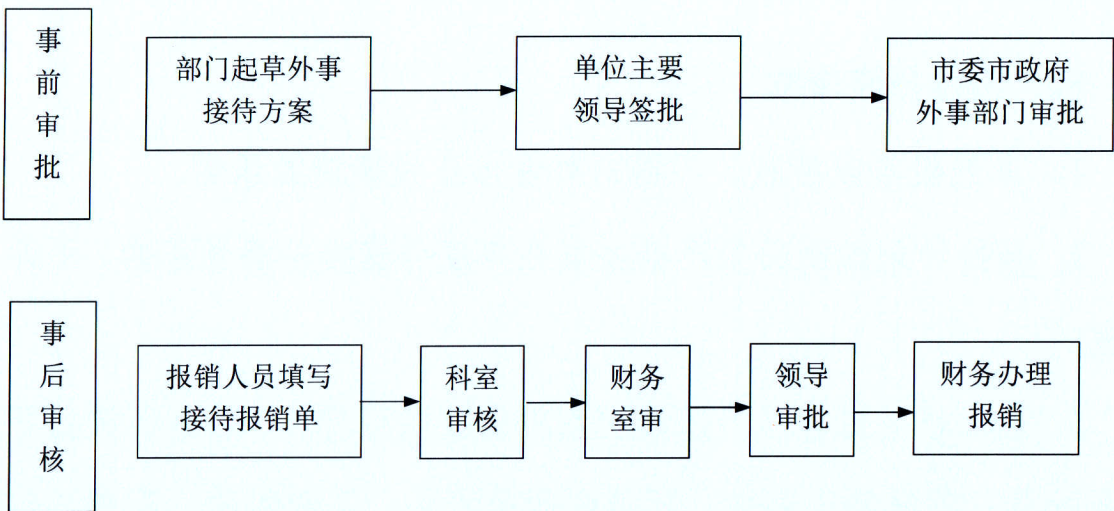 事
前
审
批
部门起草外事
接待方案
单位主要
领导签批
市委市政府
外事部门审批
事
后
审
核
报销人员填写
接待报销单
科室
审核
财务
室审
领导
审批
财务办理
报销